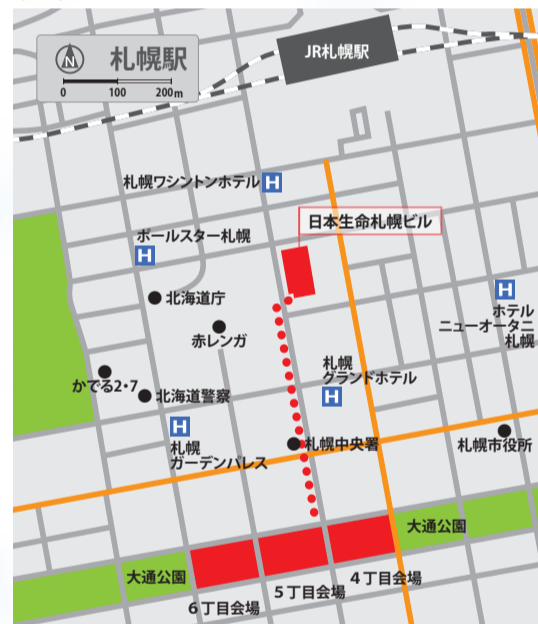 札幌駅
N
0 100 200m
JR札幌駅
札幌ワシントンホテル
H
日本生命札幌ビル
ポールスター札幌
H
北海道庁
赤レンガ
H
ホテル
ニューオータニ
札幌
札幌
グランドホテル
H
かでる2・7
北海道警察
H
札幌
ガーデンパレス
札幌中央署
札幌市役所
大通公園
大通公園
6丁目会場
5丁目会場
4丁目会場